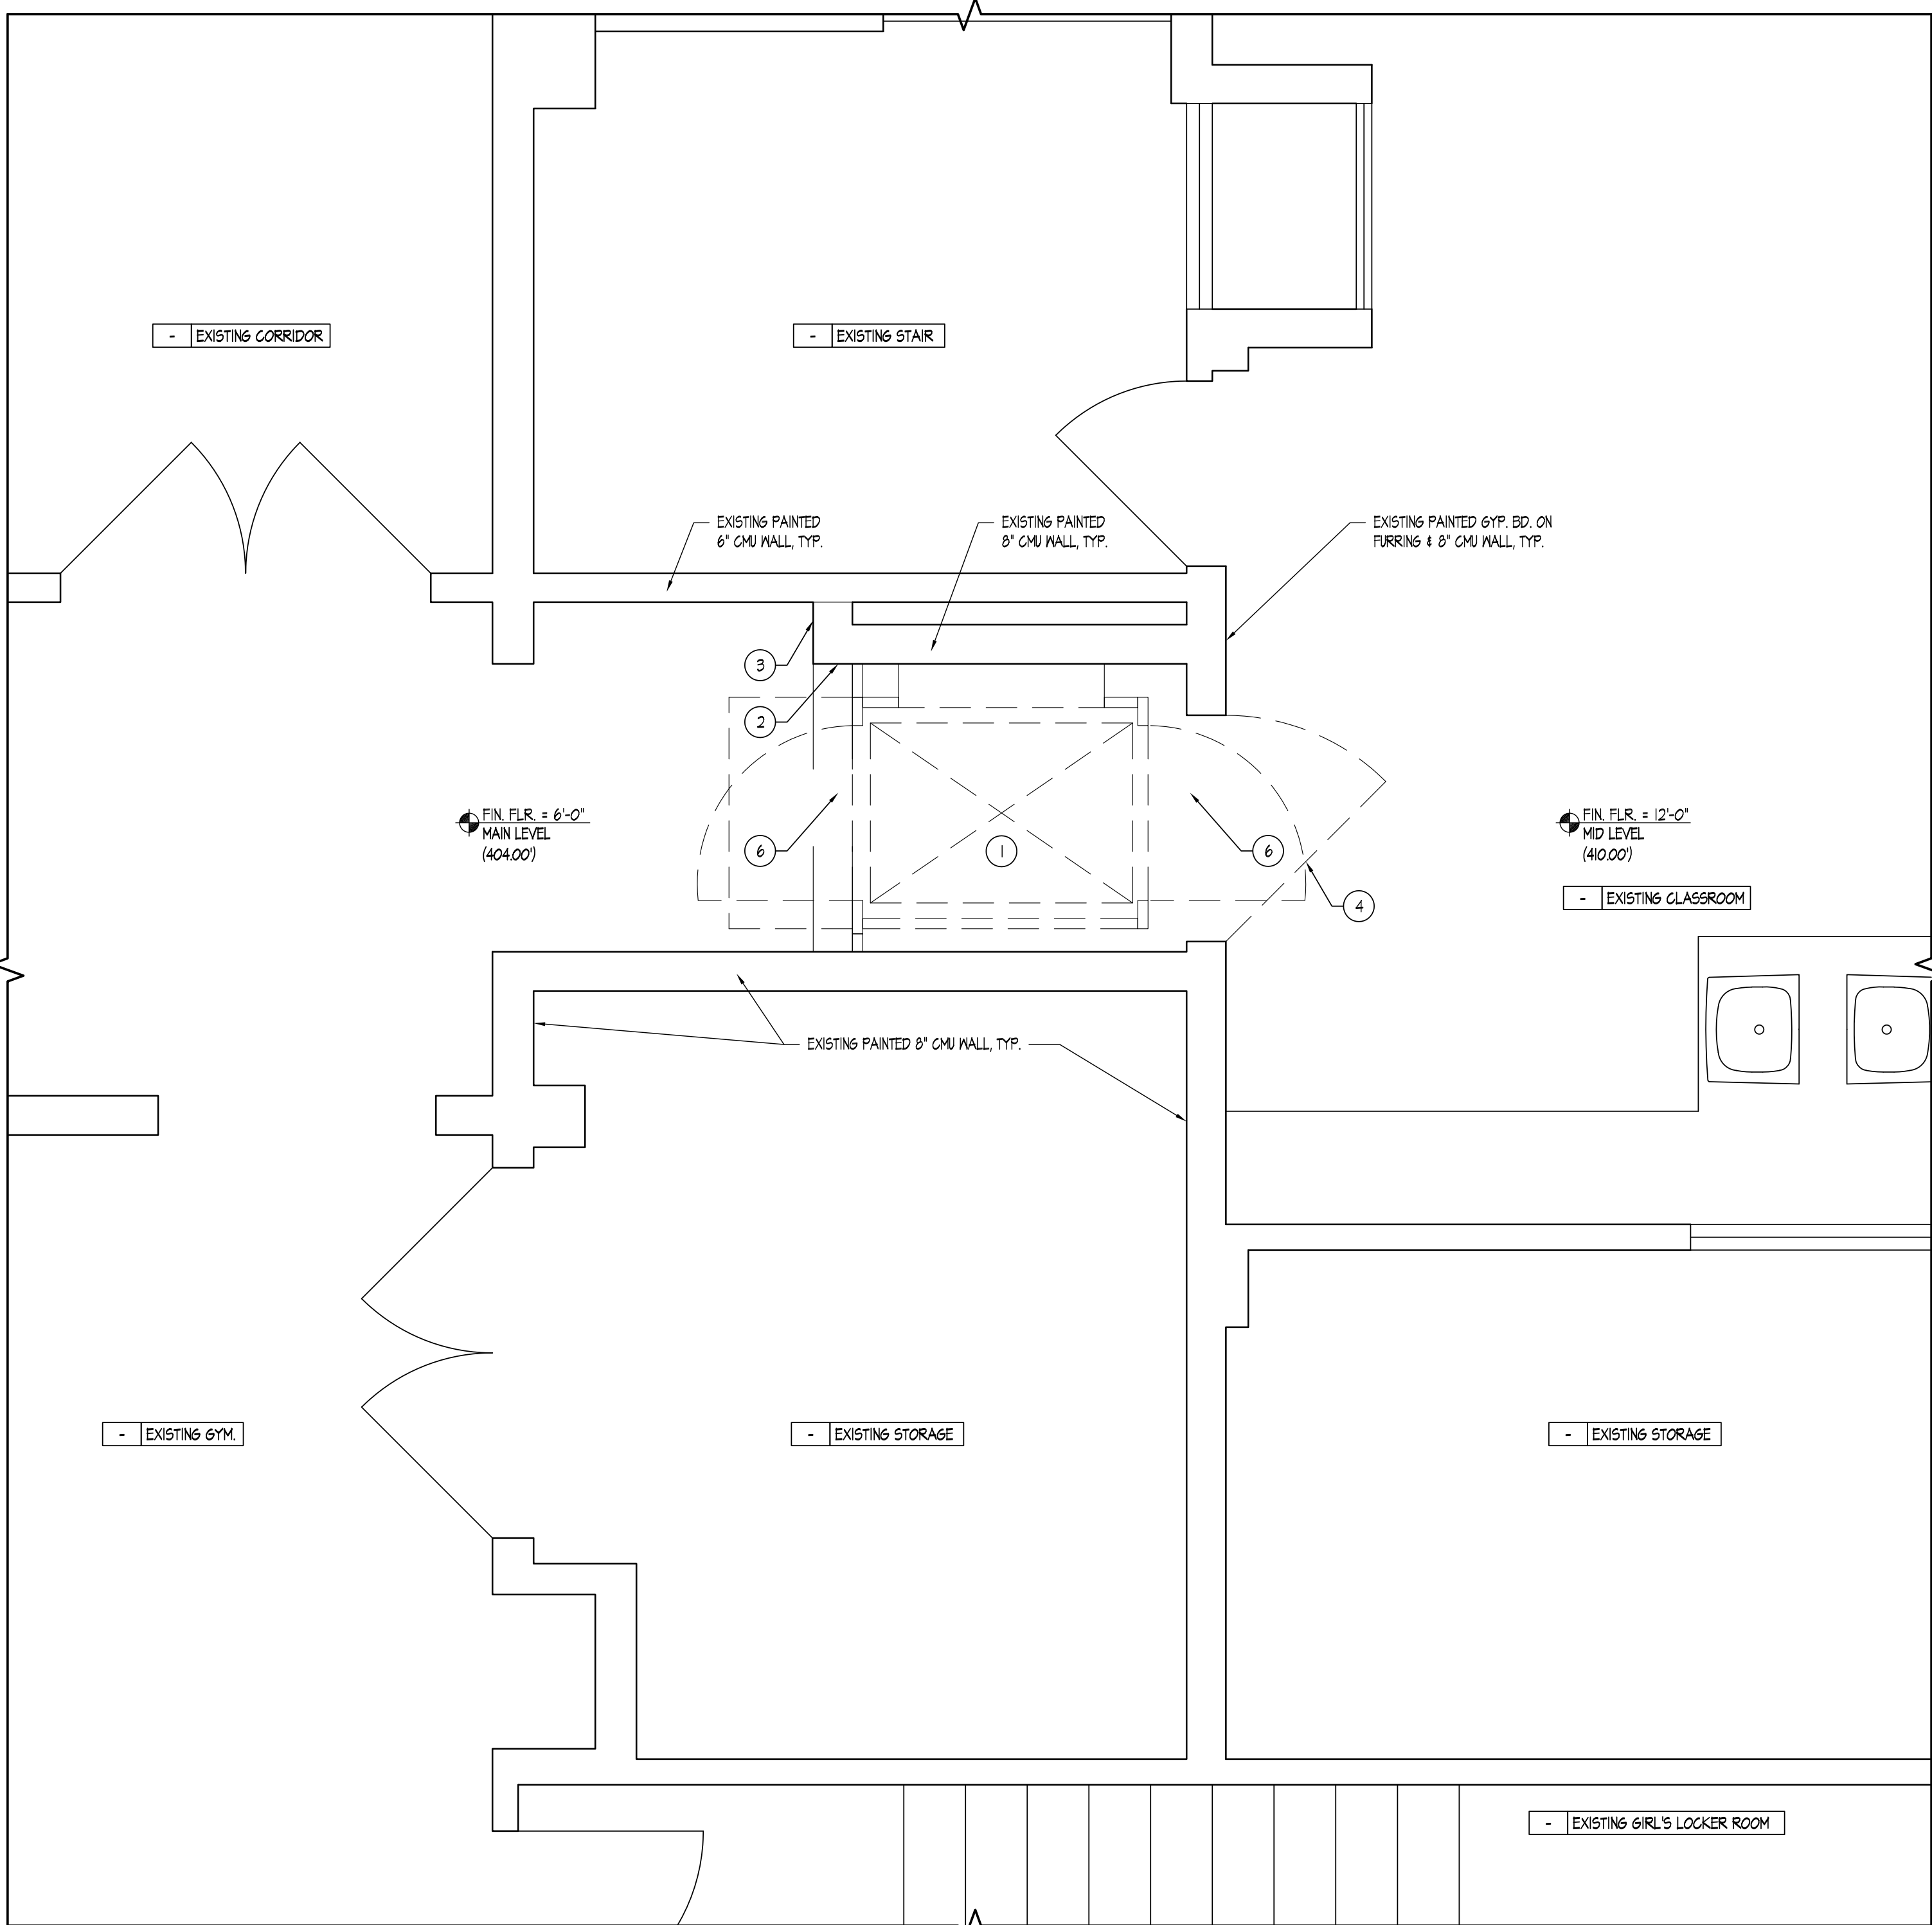 - EXISTING CORRIDOR
- EXISTING STAIR
EXISTING PAINTED
6" CMU WALL, TYP.
EXISTING PAINTED
8" CMU WALL, TYP.
EXISTING PAINTED GYP. BD. ON
FURRING & 8" CMU WALL, TYP.
3
2
FIN. FLR. = 6'-0"
MAIN LEVEL
(404.00')
6
1
6
4
FIN. FLR. = 12'-0"
MID LEVEL
(410.00')
- EXISTING CLASSROOM
EXISTING PAINTED 8" CMU WALL, TYP.
- EXISTING GYM.
- EXISTING STORAGE
- EXISTING STORAGE
- EXISTING GIRL'S LOCKER ROOM